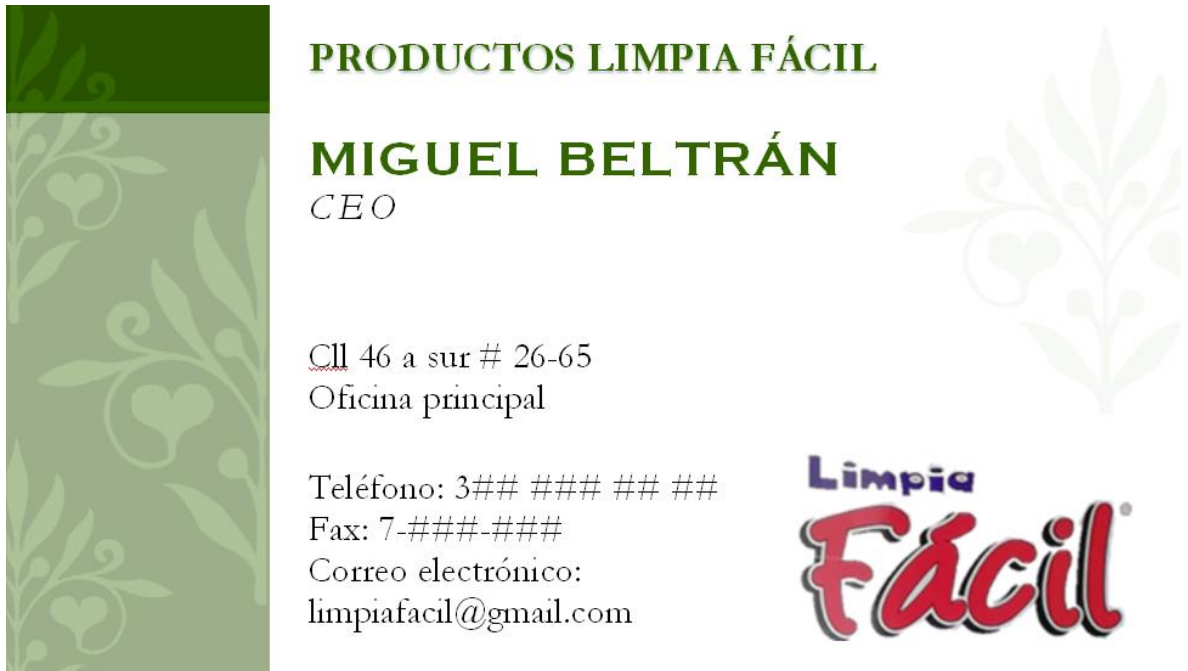 PRODUCTOS LIMPIA FÁCIL
MIGUEL BELTRÁN
CEO
Cll 46 a sur # 26-65
Oficina principal
Teléfono: 3## ### ## ##
Fax: 7-###-###
Correo electrónico:
limpiafacil@gmail.com
Limpia
Fácil®